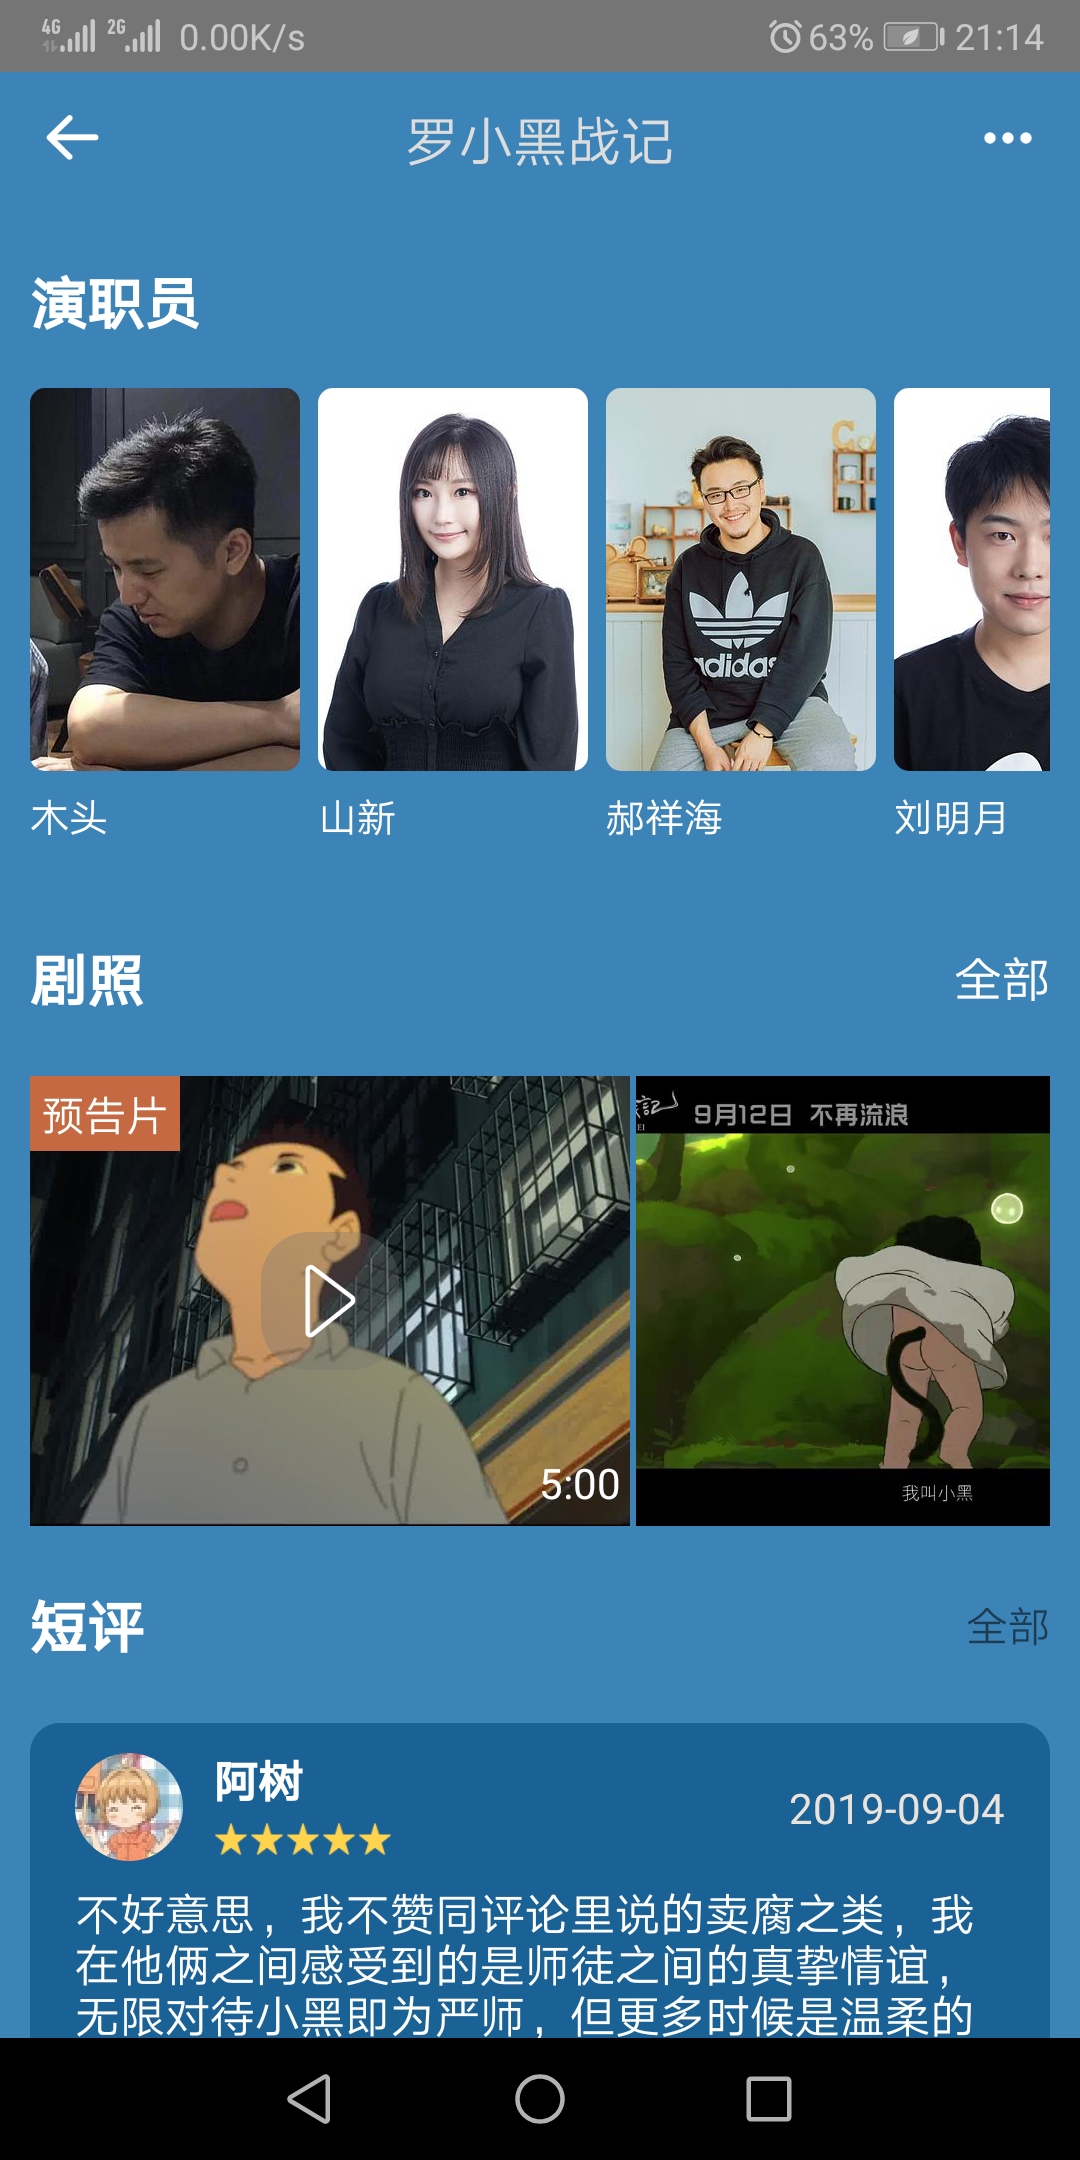 4G 2G 0.00K/s 63% 21:14
罗小黑战记
演职员
adidas
木头 山新 郝祥海 刘明月
剧照 全部
预告片
9月12日 不再流浪
5:00
我叫小黑
短评 全部
阿树
2019-09-04
不好意思，我不赞同评论里说的卖腐之类，我
在他俩之间感受到的是师徒之间的真挚情谊，
无限对待小黑即为严师，但更多时候是温柔的